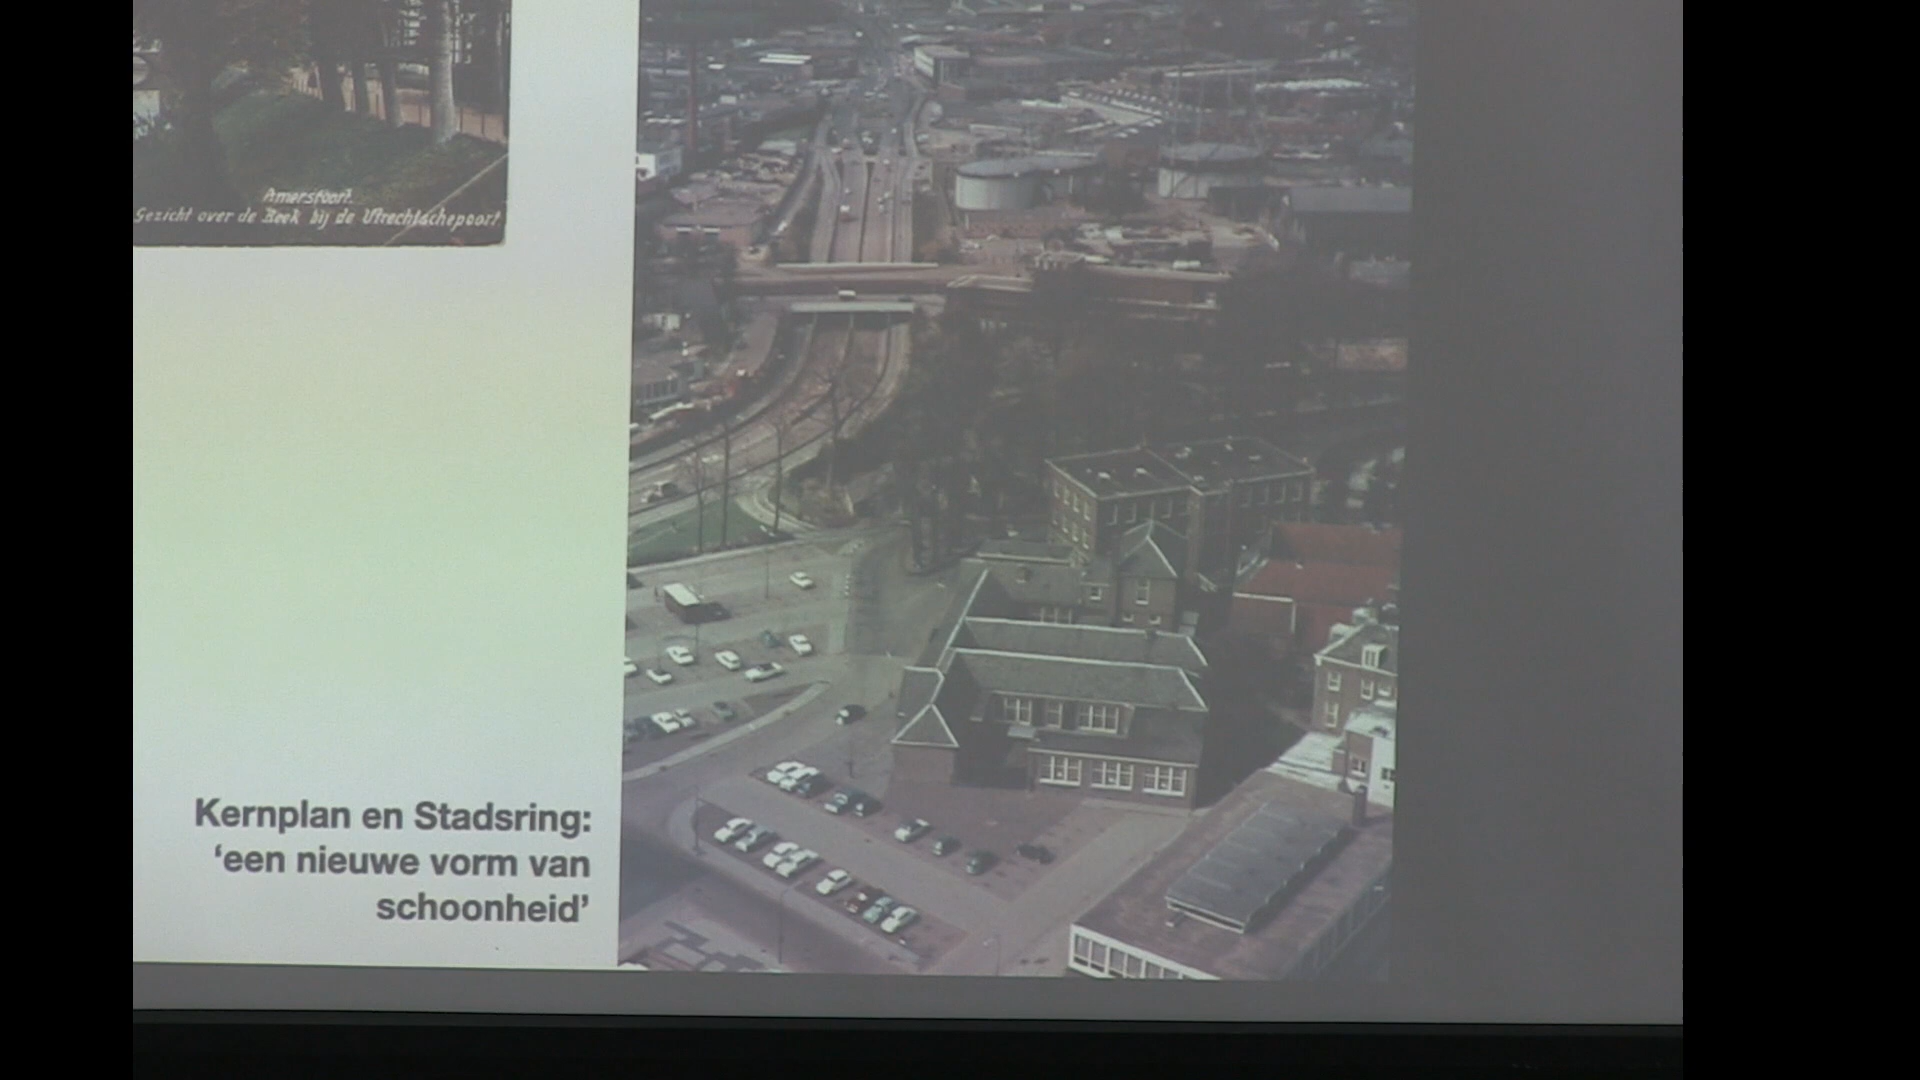 Amersfoort.
Gezicht over de Beek bij de Utrechtschepoort
Kernplan en Stadsring:
‘een nieuwe vorm van
schoonheid’